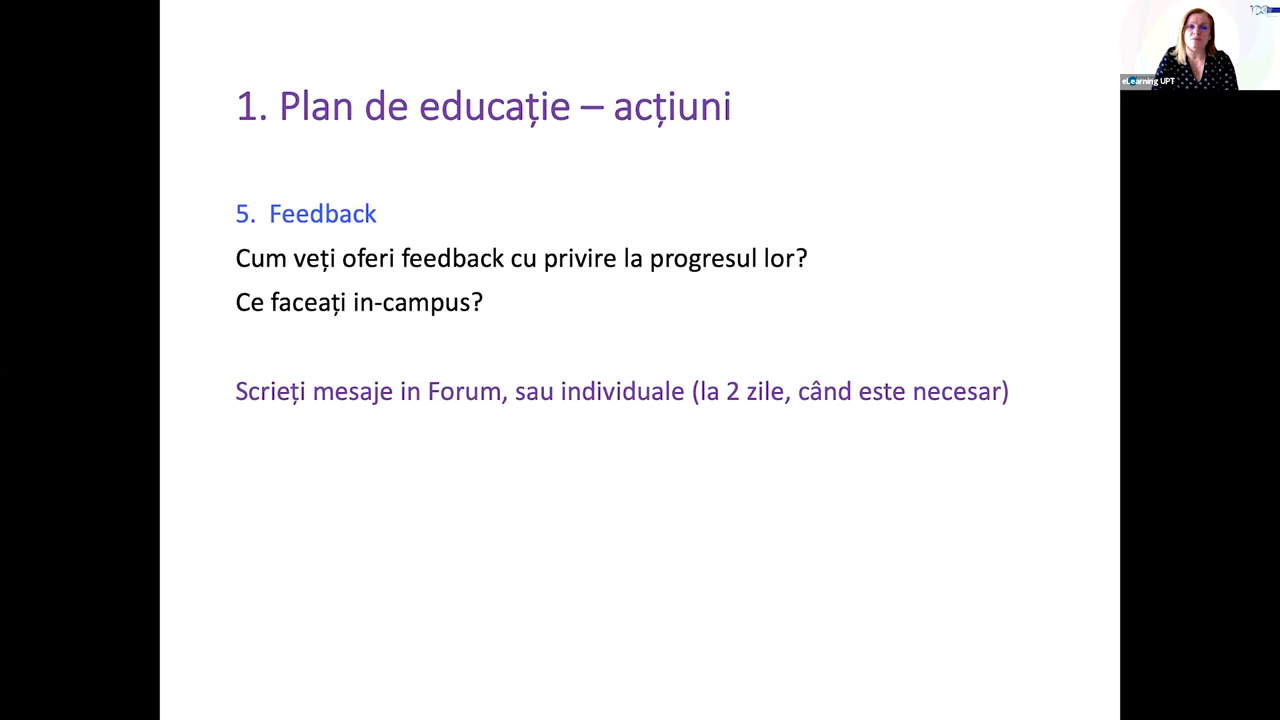 1. Plan de educație – acțiuni
5. Feedback
Cum veți oferi feedback cu privire la progresul lor?
Ce faceați in-campus?
Scrieți mesaje in Forum, sau individuale (la 2 zile, când este necesar)
eLearning UPT